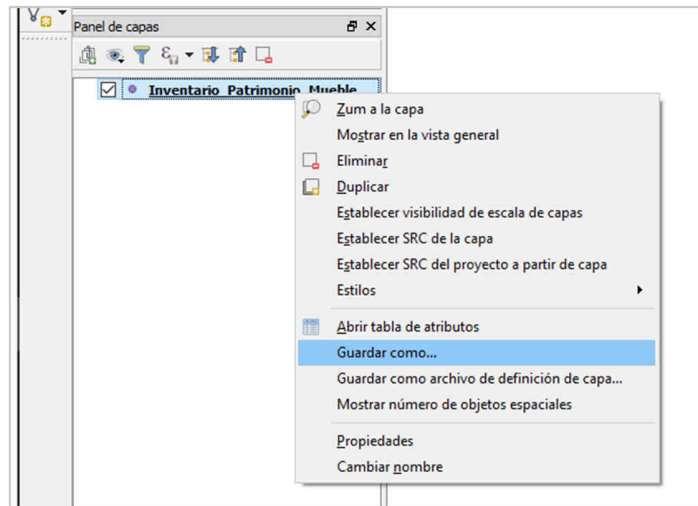 Panel de capas
Inventario_Patrimonio_Mueble
Zum a la capa
Mostrar en la vista general
Eliminar
Duplicar
Establecer visibilidad de escala de capas
Establecer SRC de la capa
Establecer SRC del proyecto a partir de capa
Estilos
Abrir tabla de atributos
Guardar como...
Guardar como archivo de definición de capa...
Mostrar número de objetos espaciales
Propiedades
Cambiar nombre